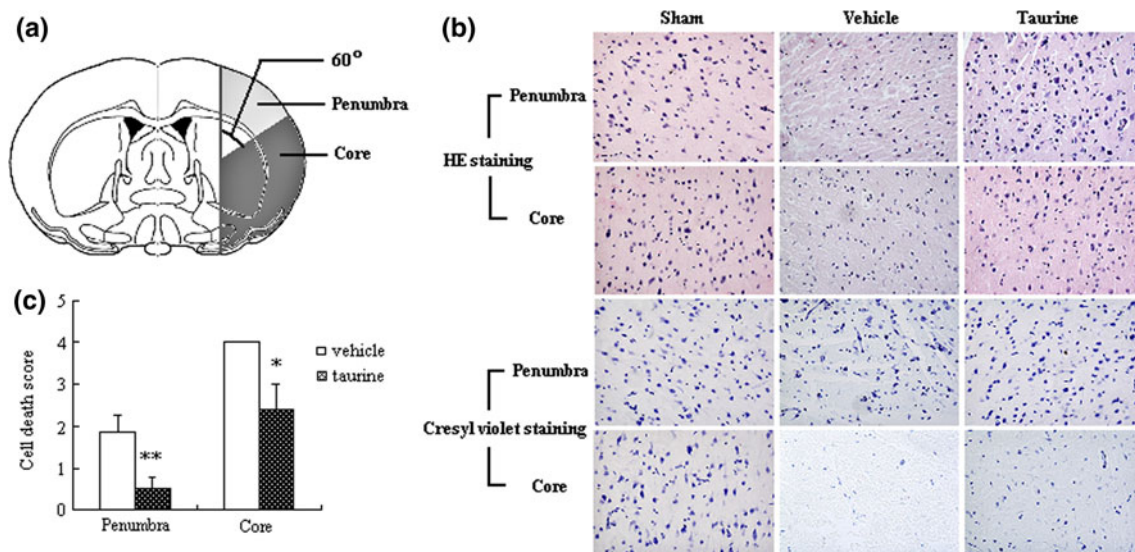 (a)
60°
Penumbra
Core
(b)
Sham Vehicle Taurine
Penumbra
HE staining
Core
Penumbra
Cresyl violet staining
Core
(c)
Cell death score
5
4
3
2
1
0
vehicle
taurine
**
*
Penumbra Core